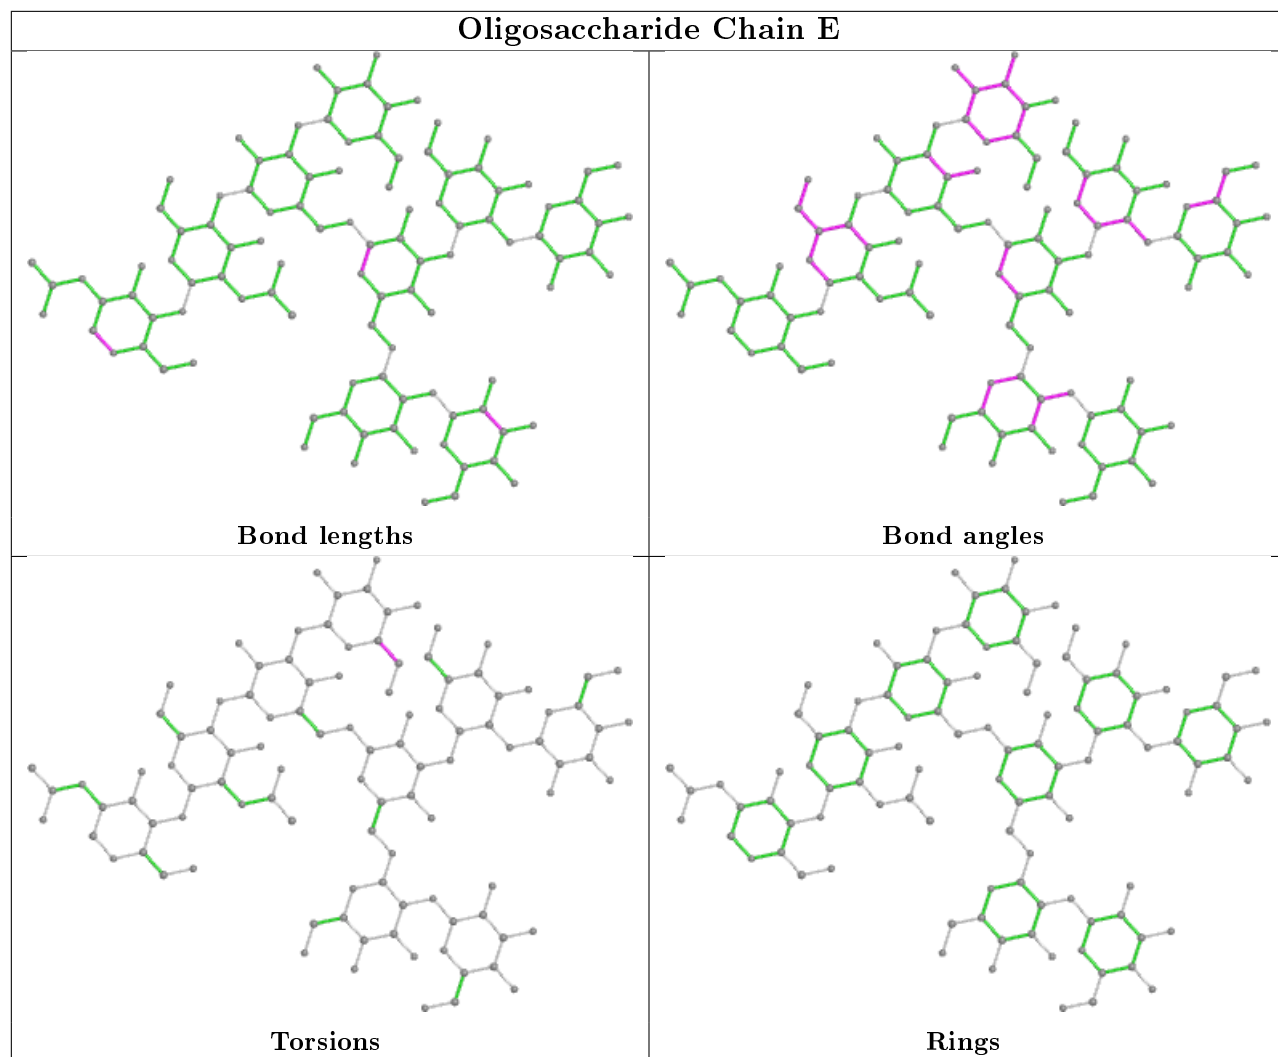 Oligosaccharide Chain E
Bond lengths
Bond angles
Torsions
Rings